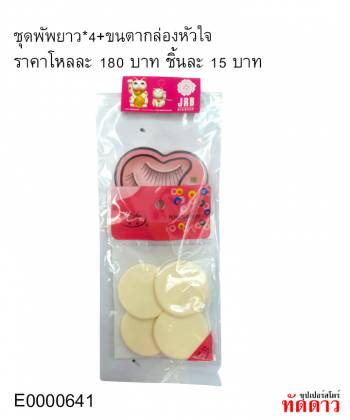 ชุดพัพยาว*4+ขนตากล่องหัวใจ
ราคาโหลละ 180 บาท ชิ้นละ 15 บาท
JRB
E0000641
ซุปเปอร์สโตร์
ทัดดาว